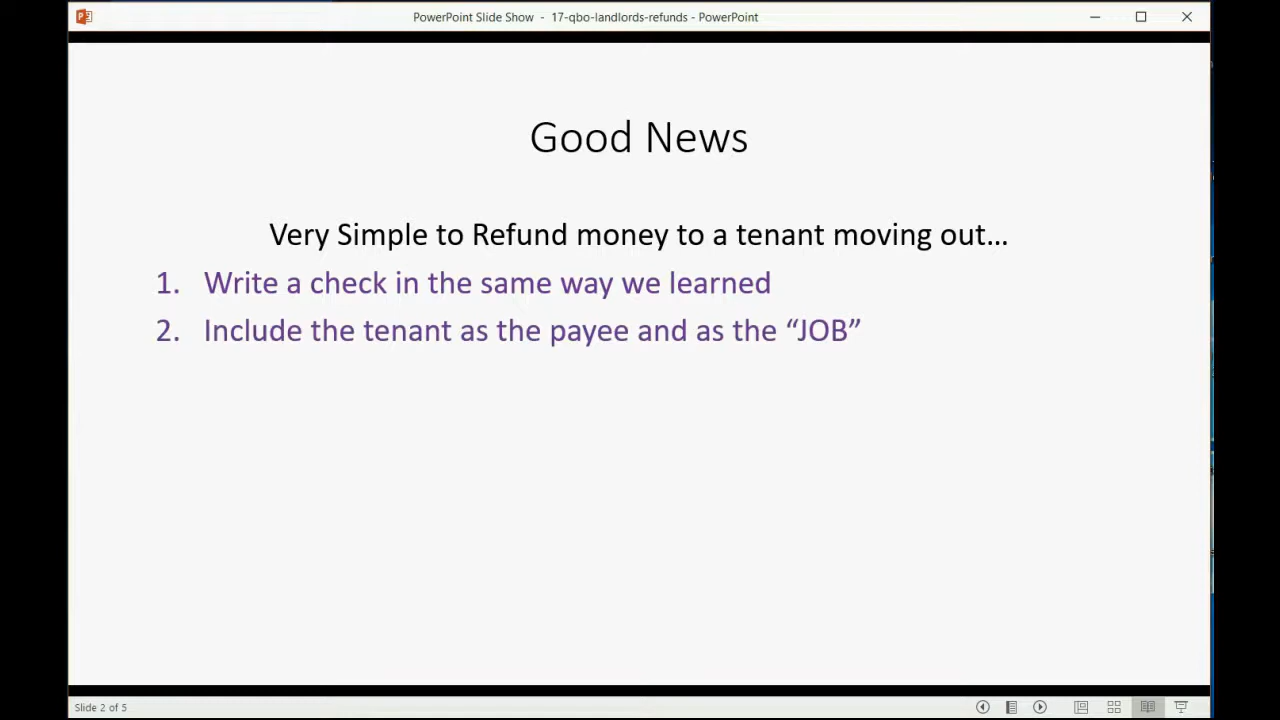 PowerPoint Slide Show - 17-qbo-landlords-refunds - PowerPoint
Good News
Very Simple to Refund money to a tenant moving out...
1. Write a check in the same way we learned
2. Include the tenant as the payee and as the “JOB”
Slide 2 of 5